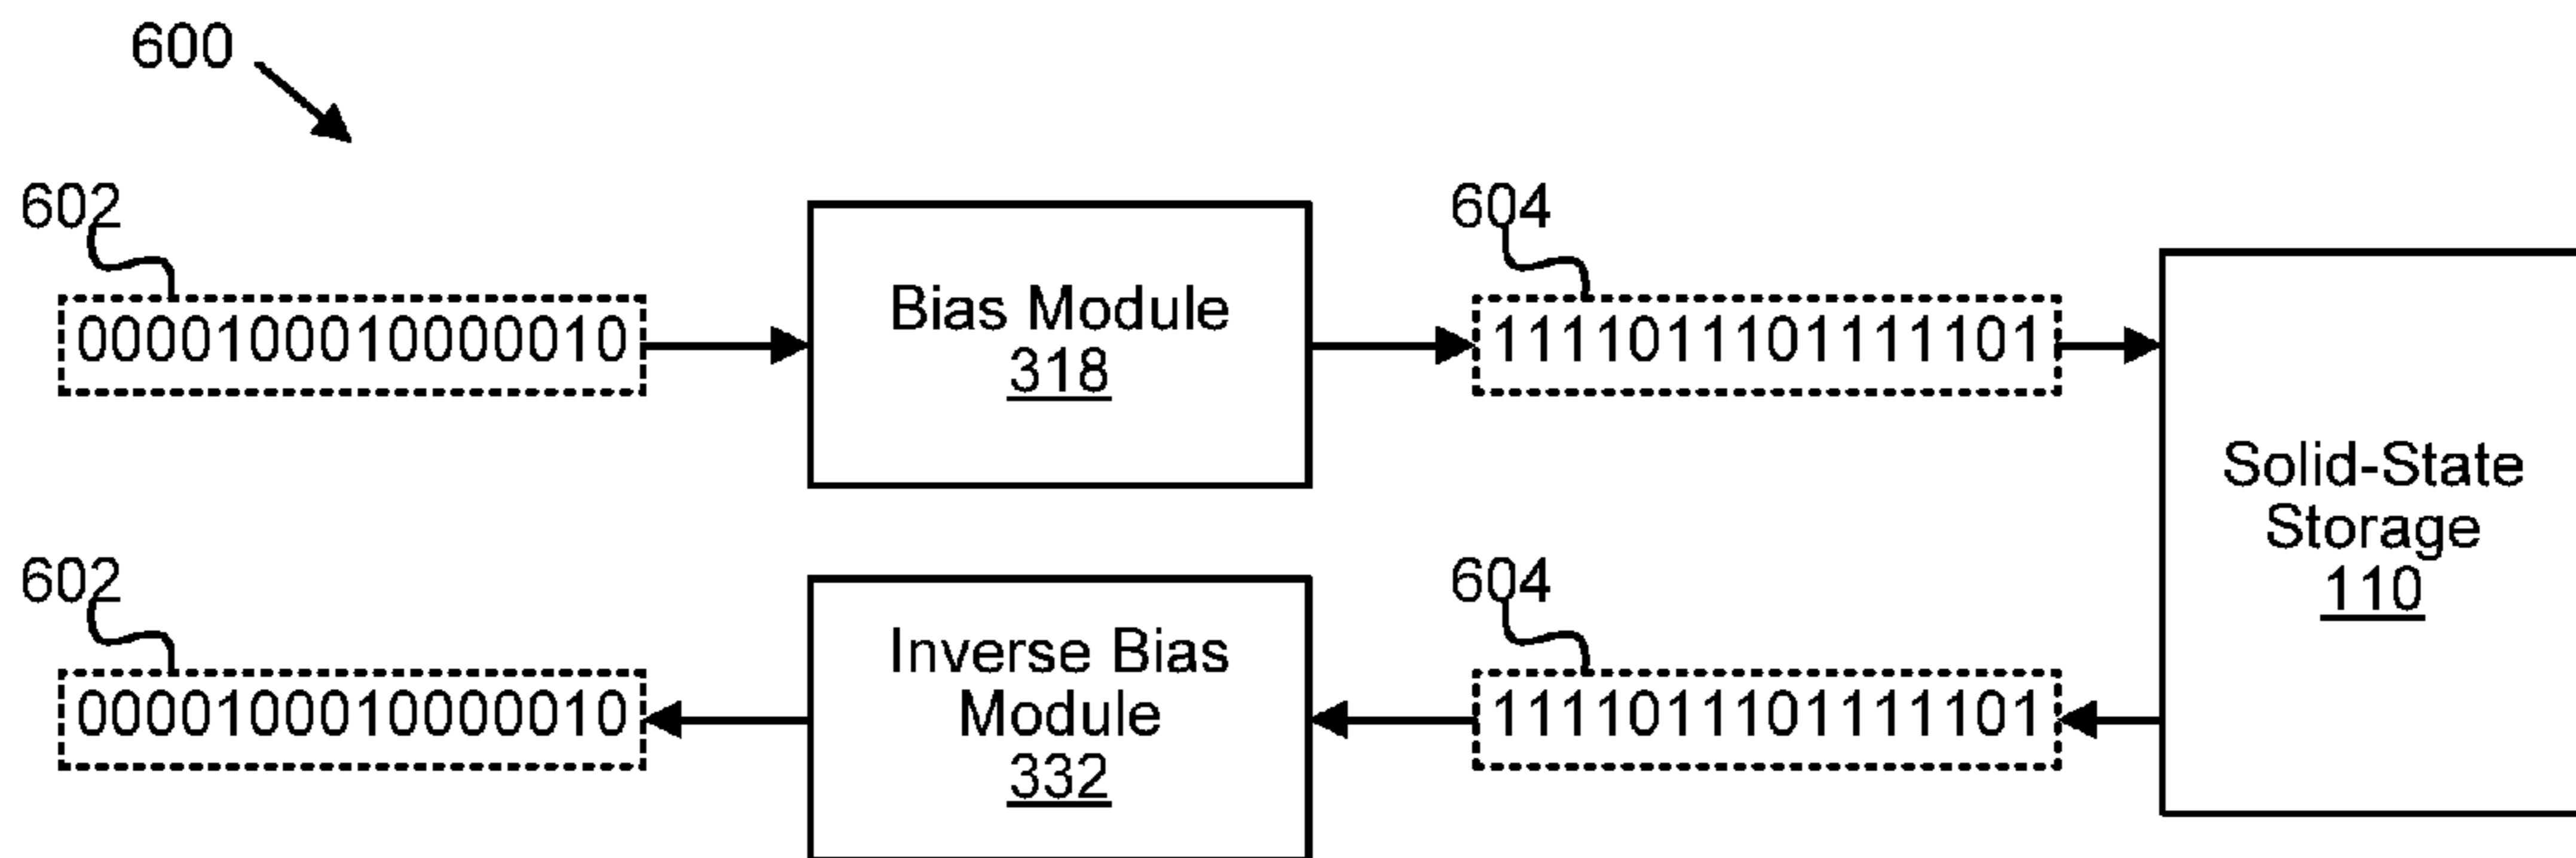 600
602
604
0000100010000010
Bias Module
318
1111011101111101
Solid-State
Storage
110
602
604
0000100010000010
Inverse Bias
Module
332
1111011101111101